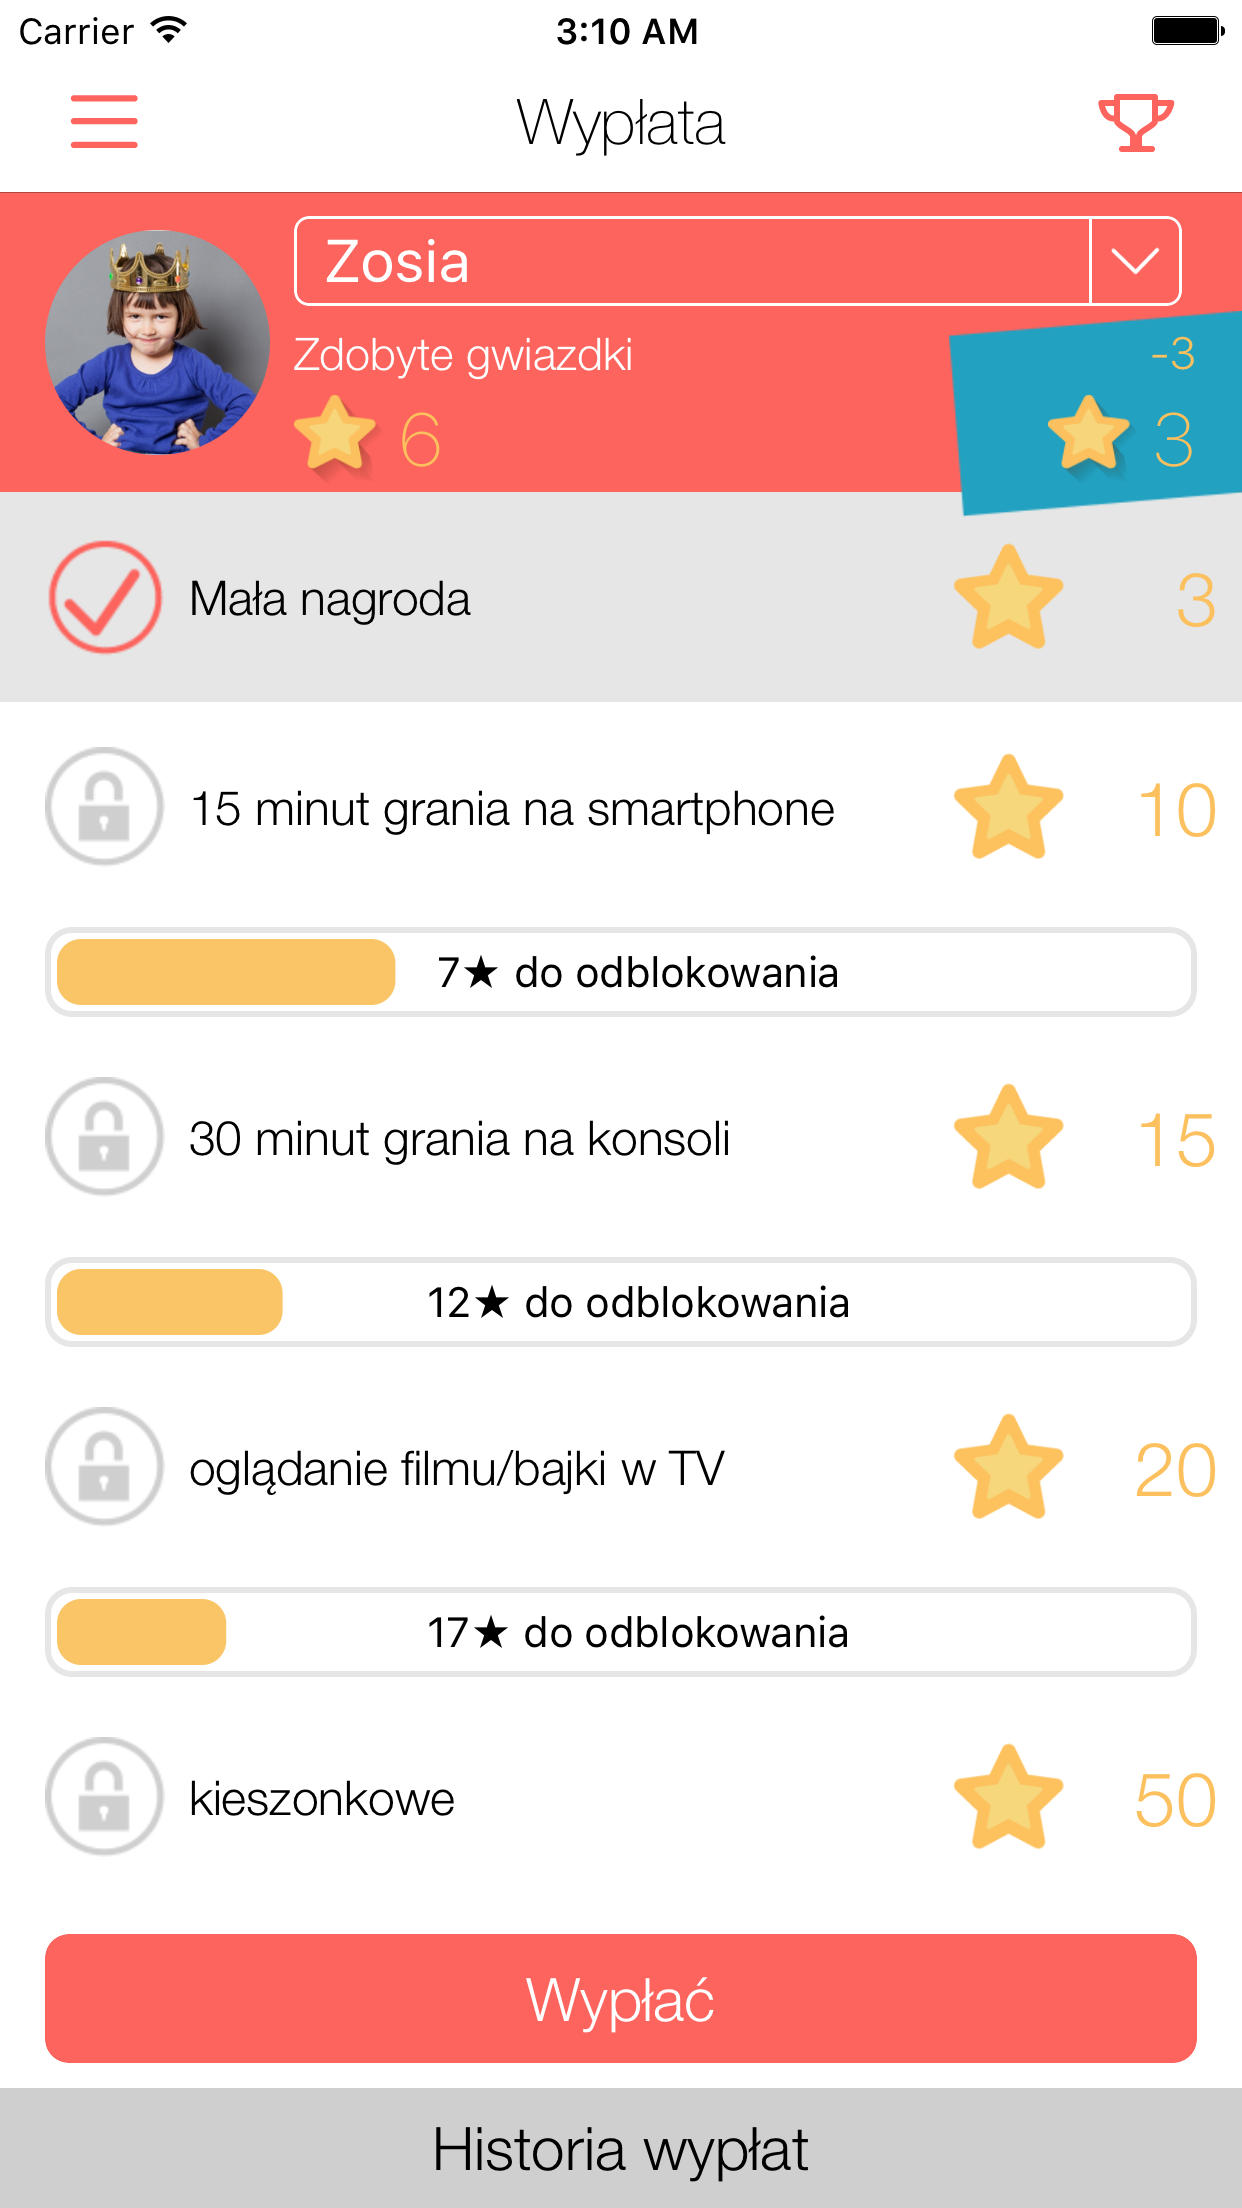 Carrier 3:10 AM
Wypłata
Zosia
Zdobyte gwiazdki
-3
6
3
Mała nagroda 3
15 minut grania na smartphone 10
7★ do odblokowania
30 minut grania na konsoli 15
12★ do odblokowania
oglądanie filmu/bajki w TV 20
17★ do odblokowania
kieszonkowe 50
Wypłać
Historia wypłat